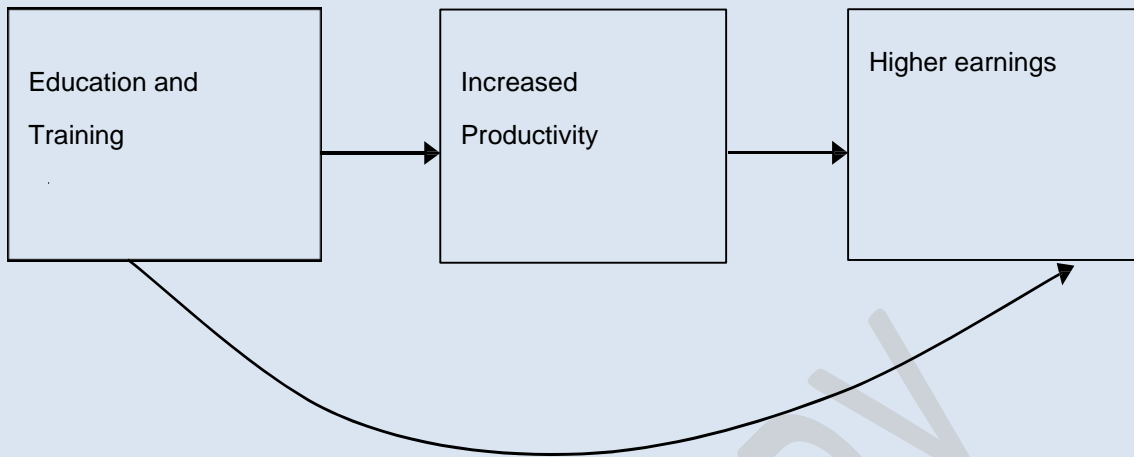 Education and
Training
Increased
Productivity
Higher earnings